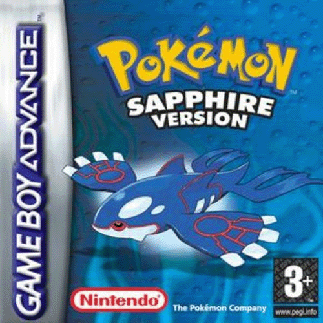 GAME BOY ADVANCE
POKéMON
SAPPHIRE
VERSION
Nintendo
The Pokémon Company
3+
www.pegi.info